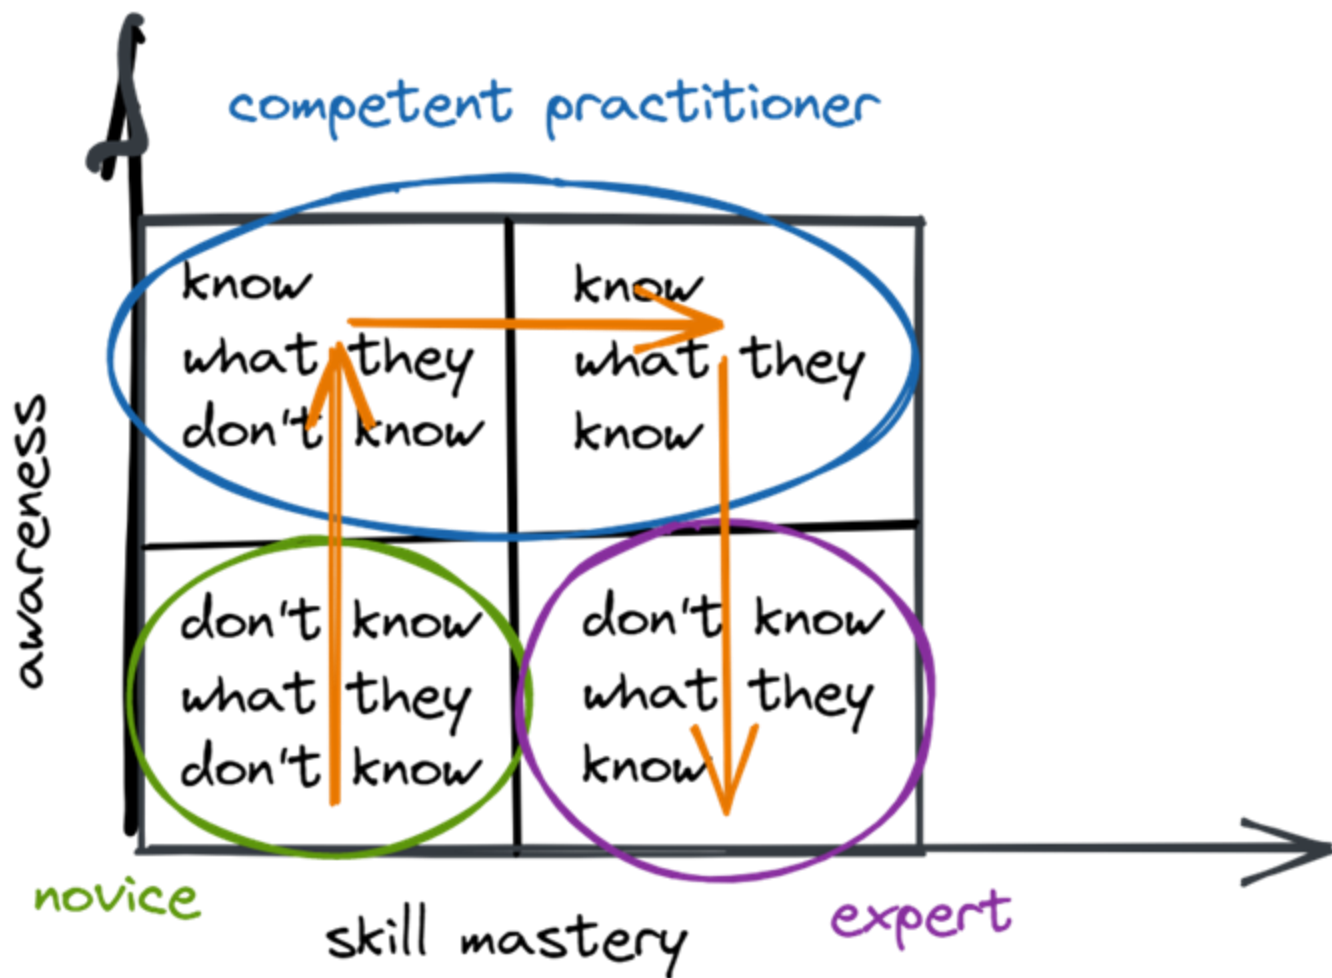 competent practitioner
know
what they
don't know
know
what they
know
awareness
don't know
what they
don't know
don't know
what they
know
novice
skill mastery
expert